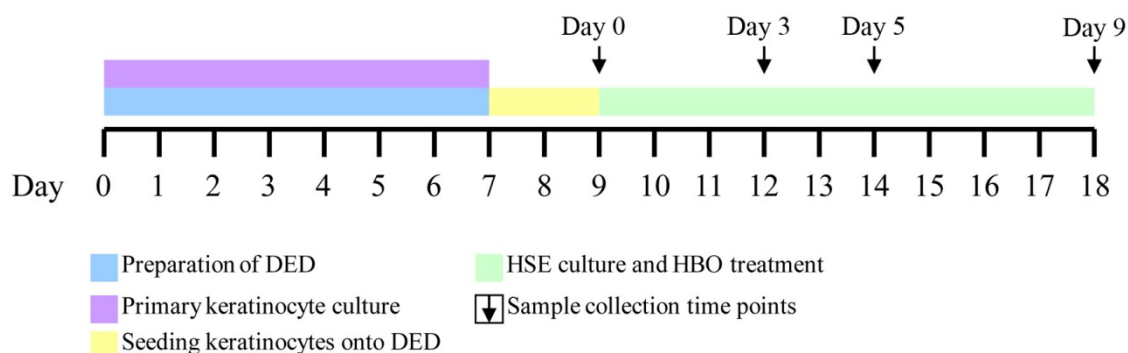 Day 0 Day 3 Day 5 Day 9
Day 0 1 2 3 4 5 6 7 8 9 10 11 12 13 14 15 16 17 18
Preparation of DED
Primary keratinocyte culture
Seeding keratinocytes onto DED
HSE culture and HBO treatment
Sample collection time points